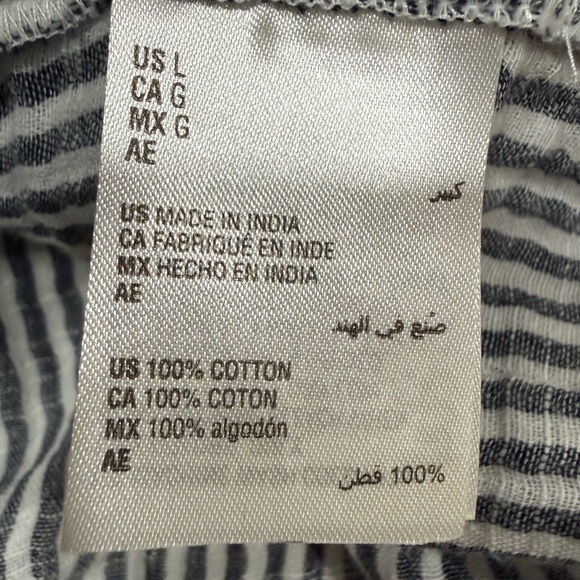 US L
CA G
MX G
AE
كبير
US MADE IN INDIA
CA FABRIQUÉ EN INDE
MX HECHO EN INDIA
AE
صُنع في الهند
US 100% COTTON
CA 100% COTON
MX 100% algodón
AE
100% قطن